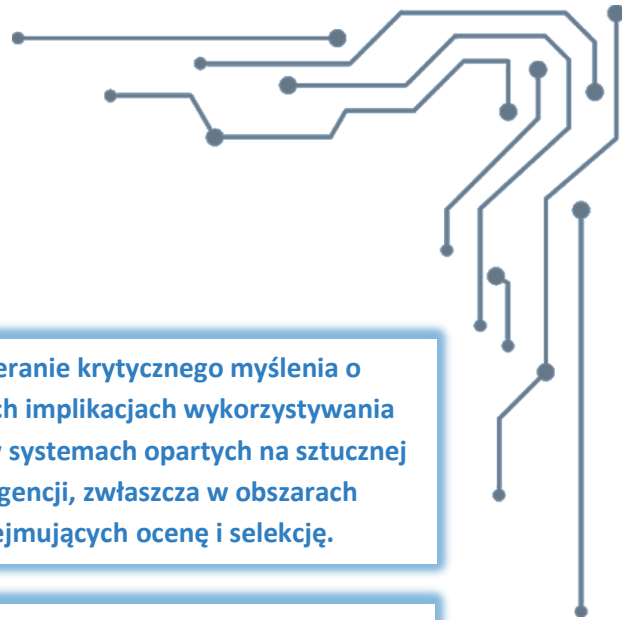 eranie krytycznego myślenia o
ch implikacjach wykorzystywania
systemach opartych na sztucznej
gencji, zwłaszcza w obszarach
ejmujących ocenę i selekcję.